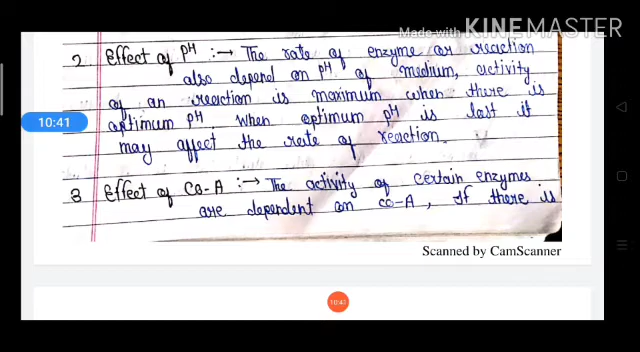 Made with KINEMASTER
2 Effect of pH :→ The rate of enzyme or reaction
also depend on pH of medium, activity
of an reaction is maximum when there is
optimum pH. When optimum pH is last it
may affect the rate of reaction.
10:41
3 Effect of Co-A :→ The activity of certain enzymes
are dependent on co-A, If there is
Scanned by CamScanner
10:41